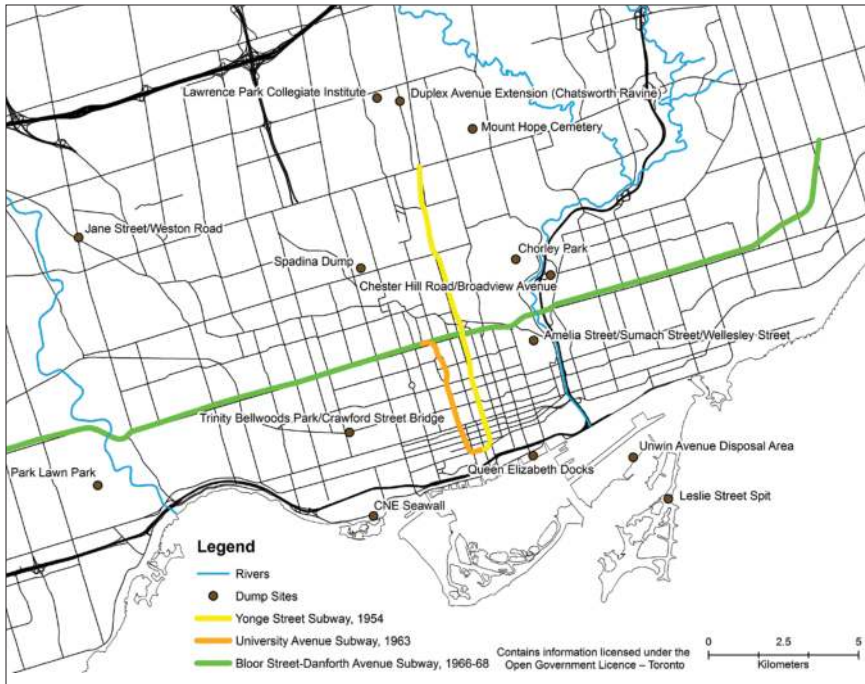 Lawrence Park Collegiate Institute
Duplex Avenue Extension (Chatsworth Ravine)
Mount Hope Cemetery
Jane Street/Weston Road
Spadina Dump
Chorley Park
Chester Hill Road/Broadview Avenue
Amelia Street/Sumach Street/Wellesley Street
Trinity Bellwoods Park/Crawford Street Bridge
Unwin Avenue Disposal Area
Queen Elizabeth Docks
Park Lawn Park
Leslie Street Spit
CNE Seawall
Legend
Rivers
Dump Sites
Yonge Street Subway, 1954
University Avenue Subway, 1963
Bloor Street-Danforth Avenue Subway, 1966-68
Contains information licensed under the
Open Government Licence – Toronto
0 2.5 5
Kilometers